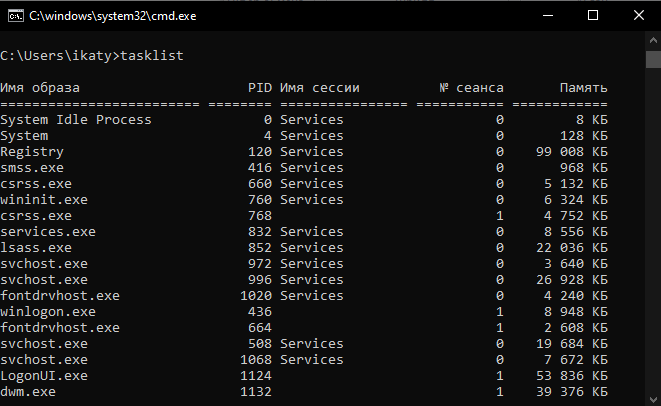 C:\windows\system32\cmd.exe
C:\Users\ikaty>tasklist
Имя образа                     PID Имя сессии          № сеанса       Память
========================= ======== ================ =========== ============
System Idle Process              0 Services                   0         8 КБ
System                           4 Services                   0       128 КБ
Registry                       120 Services                   0    99 008 КБ
smss.exe                       416 Services                   0       968 КБ
csrss.exe                      660 Services                   0     5 132 КБ
wininit.exe                    760 Services                   0     6 324 КБ
csrss.exe                      768                            1     4 752 КБ
services.exe                   832 Services                   0     8 556 КБ
lsass.exe                      852 Services                   0    22 036 КБ
svchost.exe                    972 Services                   0     3 640 КБ
svchost.exe                    996 Services                   0    26 928 КБ
fontdrvhost.exe               1020 Services                   0     4 240 КБ
winlogon.exe                   436                            1     8 948 КБ
fontdrvhost.exe                664                            1     2 608 КБ
svchost.exe                    508 Services                   0    19 684 КБ
svchost.exe                   1068 Services                   0     7 672 КБ
LogonUI.exe                   1124                            1    53 836 КБ
dwm.exe                       1132                            1    39 376 КБ